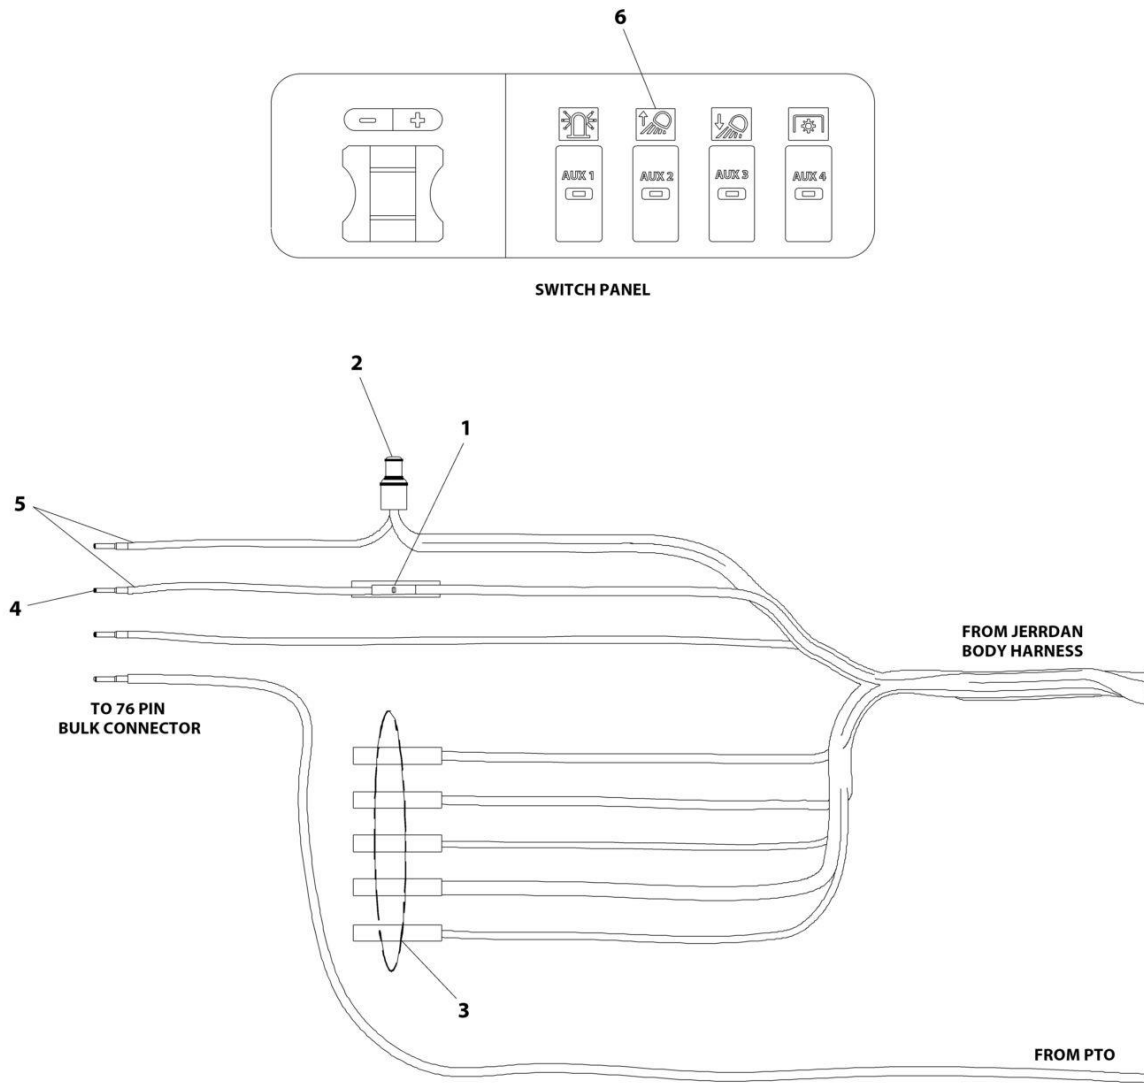 6
AUX 1
AUX 2
AUX 3
AUX 4
SWITCH PANEL
2
1
5
4
FROM JERRDAN
BODY HARNESS
TO 76 PIN
BULK CONNECTOR
3
FROM PTO